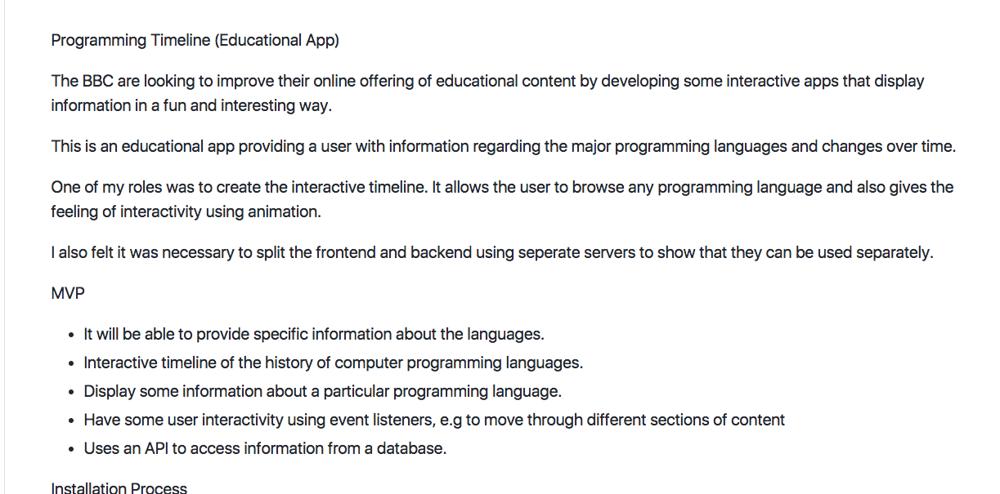 Programming Timeline (Educational App)
The BBC are looking to improve their online offering of educational content by developing some interactive apps that display
information in a fun and interesting way.
This is an educational app providing a user with information regarding the major programming languages and changes over time.
One of my roles was to create the interactive timeline. It allows the user to browse any programming language and also gives the
feeling of interactivity using animation.
I also felt it was necessary to split the frontend and backend using seperate servers to show that they can be used separately.
MVP
• It will be able to provide specific information about the languages.
• Interactive timeline of the history of computer programming languages.
• Display some information about a particular programming language.
• Have some user interactivity using event listeners, e.g to move through different sections of content
• Uses an API to access information from a database.
Installation Process